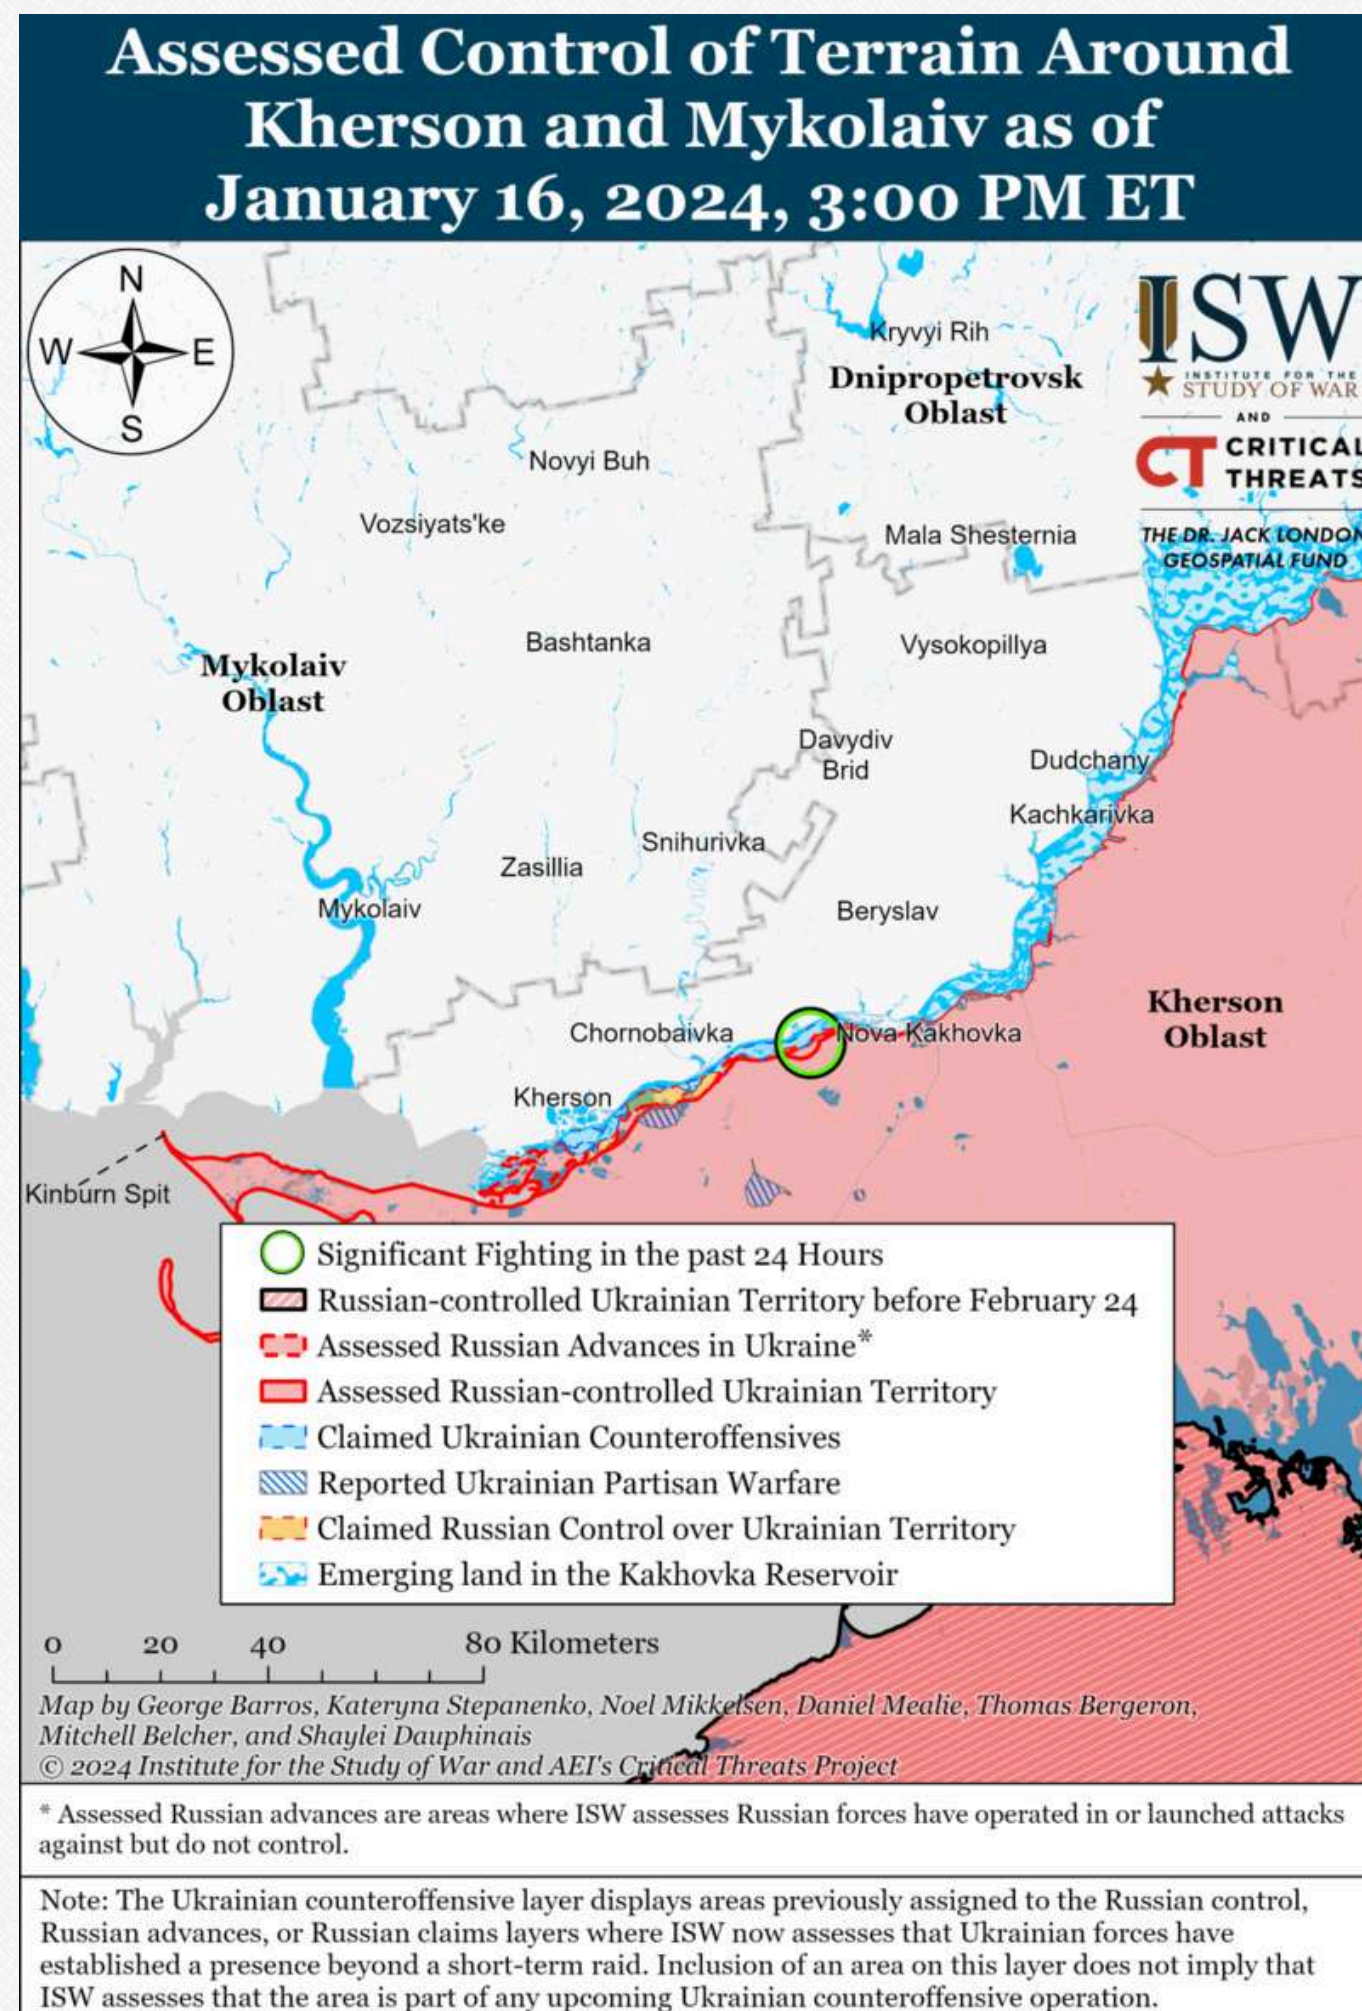 Assessed Control of Terrain Around
Kherson and Mykolaiv as of
January 16, 2024, 3:00 PM ET
N
W E
S
ISW
INSTITUTE FOR THE
STUDY OF WAR
AND
CT CRITICAL
THREATS
THE DR. JACK LONDON
GEOSPATIAL FUND
Kryvyi Rih
Dnipropetrovsk
Oblast
Novyi Buh
Vozsiyats'ke
Mala Shesternia
Bashtanka
Vysokopillya
Mykolaiv
Oblast
Davydiv
Brid
Dudchany
Kachkarivka
Snihurivka
Zasillia
Mykolaiv
Beryslav
Kherson
Oblast
Chornobaivka
Nova Kakhovka
Kherson
Kinburn Spit
Significant Fighting in the past 24 Hours
Russian-controlled Ukrainian Territory before February 24
Assessed Russian Advances in Ukraine*
Assessed Russian-controlled Ukrainian Territory
Claimed Ukrainian Counteroffensives
Reported Ukrainian Partisan Warfare
Claimed Russian Control over Ukrainian Territory
Emerging land in the Kakhovka Reservoir
0 20 40 80 Kilometers
Map by George Barros, Kateryna Stepanenko, Noel Mikkelsen, Daniel Mealie, Thomas Bergeron,
Mitchell Belcher, and Shaylei Dauphinais
© 2024 Institute for the Study of War and AEI's Critical Threats Project
* Assessed Russian advances are areas where ISW assesses Russian forces have operated in or launched attacks
against but do not control.
Note: The Ukrainian counteroffensive layer displays areas previously assigned to the Russian control,
Russian advances, or Russian claims layers where ISW now assesses that Ukrainian forces have
established a presence beyond a short-term raid. Inclusion of an area on this layer does not imply that
ISW assesses that the area is part of any upcoming Ukrainian counteroffensive operation.